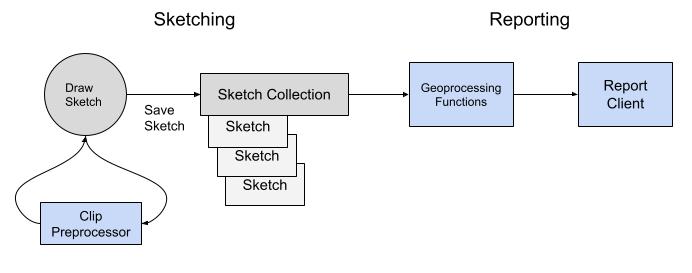 Sketching
Reporting
Draw
Sketch
Save
Sketch
Sketch Collection
Sketch
Sketch
Sketch
Geoprocessing
Functions
Report
Client
Clip
Preprocessor